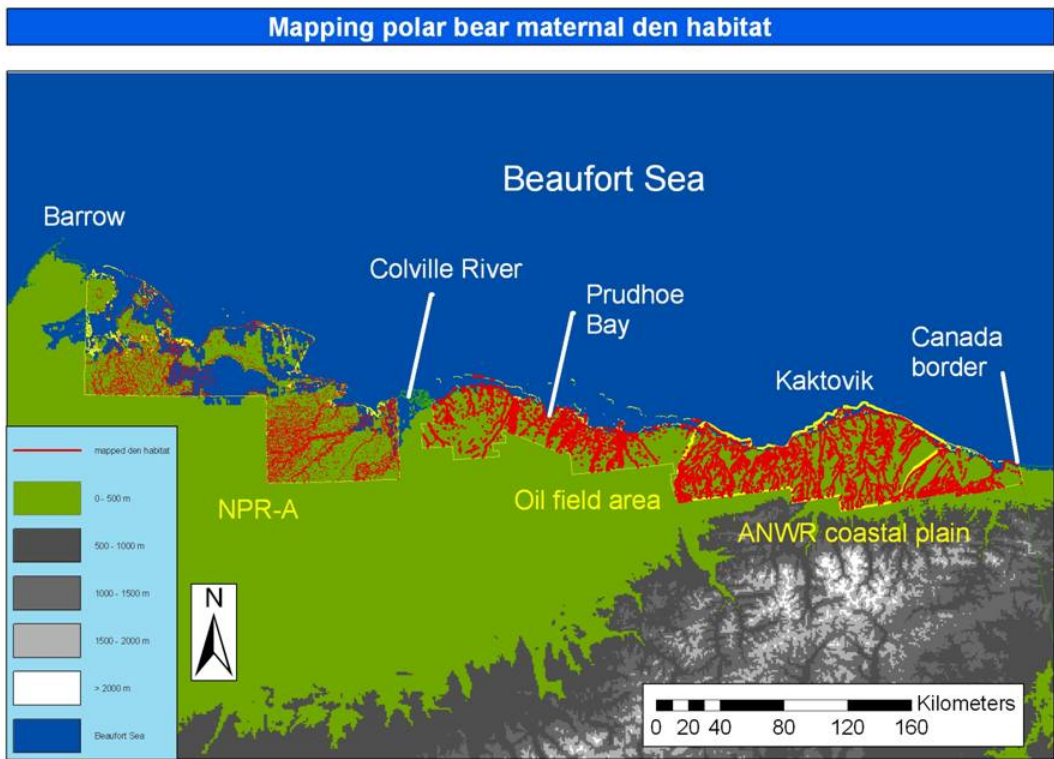 Mapping polar bear maternal den habitat
Beaufort Sea
Barrow
Colville River
Prudhoe
Bay
Canada
border
Kaktovik
mapped den habitat
0 - 500 m
500 - 1000 m
1000 - 1500 m
1500 - 2000 m
> 2000 m
Beaufort Sea
NPR-A
Oil field area
ANWR coastal plain
N
Kilometers
0 20 40 80 120 160